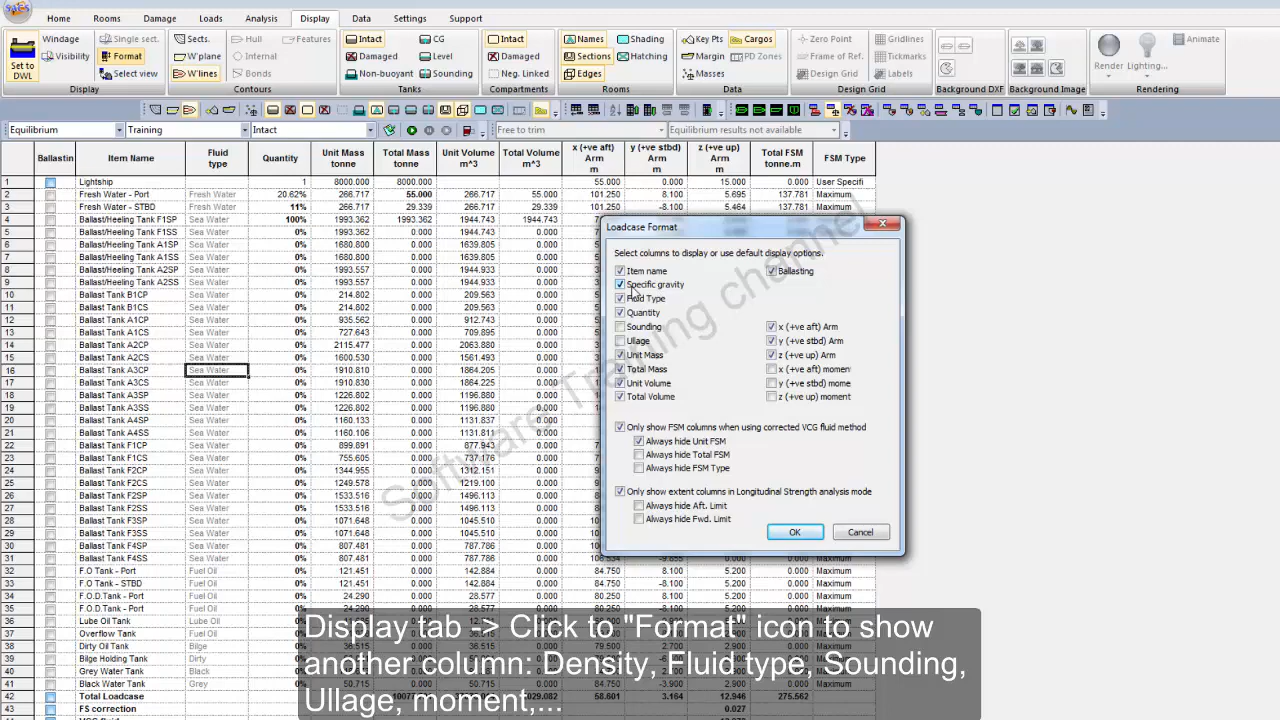 Home Rooms Damage Loads Analysis Display Data Settings Support
Set to DWL Windage Visibility Single sect. Format Select view Display
Sects. W'plane W'lines Hull Internal Bonds Features Contours
Intact Damaged Non-buoyant CG Level Sounding Tanks
Intact Damaged Neg. Linked Compartments
Names Sections Edges Shading Hatching Rooms
Key Pts Margin Masses Cargos PD Zones Data
Zero Point Section Design Grid Gridlines Tickmarks Labels Design Grid
Background DXF Background Image
Render Lighting... Animate Rendering
Equilibrium Training Intact Free to trim Equilibrium results not available
Ballastin Item Name Fluid type Quantity Unit Mass tonne Total Mass tonne Unit Volume m^3 Total Volume m^3 x (+ve aft) Arm m y (+ve stbd) Arm m z (+ve up) Arm m Total FSM tonne.m FSM Type
1 Lightship 1 8000.000 8000.000 55.000 0.000 15.000 0.000 User Specifi
2 Fresh Water - Port Fresh Water 20.62% 266.717 55.000 266.717 55.000 101.250 8.100 5.695 137.781 Maximum
3 Fresh Water - STBD Fresh Water 11% 266.717 29.339 266.717 29.339 101.250 -8.100 5.464 137.781 Maximum
4 Ballast/Heeling Tank F1SP Sea Water 100% 1993.362 1993.362 1944.743 1944.743
5 Ballast/Heeling Tank F1SS Sea Water 0% 1993.362 0.000 1944.743 0.000
6 Ballast/Heeling Tank A1SP Sea Water 0% 1680.800 0.000 1639.805 0.000
7 Ballast/Heeling Tank A1SS Sea Water 0% 1680.800 0.000 1639.805 0.000
8 Ballast/Heeling Tank A2SP Sea Water 0% 1993.557 0.000 1944.933 0.000
9 Ballast/Heeling Tank A2SS Sea Water 0% 1993.557 0.000 1944.933 0.000
10 Ballast Tank B1CP Sea Water 0% 214.802 0.000 209.563 0.000
11 Ballast Tank B1CS Sea Water 0% 214.802 0.000 209.563 0.000
12 Ballast Tank A1CP Sea Water 0% 935.562 0.000 912.743 0.000
13 Ballast Tank A1CS Sea Water 0% 727.643 0.000 709.895 0.000
14 Ballast Tank A2CP Sea Water 0% 2115.477 0.000 2063.880 0.000
15 Ballast Tank A2CS Sea Water 0% 1600.530 0.000 1561.493 0.000
16 Ballast Tank A3CP Sea Water 0% 1910.810 0.000 1864.205 0.000
17 Ballast Tank A3CS Sea Water 0% 1910.830 0.000 1864.225 0.000
18 Ballast Tank A3SP Sea Water 0% 1226.802 0.000 1196.880 0.000
19 Ballast Tank A3SS Sea Water 0% 1226.802 0.000 1196.880 0.000
20 Ballast Tank A4SP Sea Water 0% 1160.133 0.000 1131.837 0.000
21 Ballast Tank A4SS Sea Water 0% 1160.106 0.000 1131.811 0.000
22 Ballast Tank F1CP Sea Water 0% 899.891 0.000 877.943 0.000
23 Ballast Tank F1CS Sea Water 0% 755.605 0.000 737.176 0.000
24 Ballast Tank F2CP Sea Water 0% 1344.955 0.000 1312.151 0.000
25 Ballast Tank F2CS Sea Water 0% 1249.578 0.000 1219.100 0.000
26 Ballast Tank F2SP Sea Water 0% 1533.516 0.000 1496.113 0.000
27 Ballast Tank F2SS Sea Water 0% 1533.516 0.000 1496.113 0.000
28 Ballast Tank F3SP Sea Water 0% 1071.648 0.000 1045.510 0.000
29 Ballast Tank F3SS Sea Water 0% 1071.648 0.000 1045.510 0.000
30 Ballast Tank F4SP Sea Water 0% 807.481 0.000 787.786 0.000
31 Ballast Tank F4SS Sea Water 0% 807.481 0.000 787.786 0.000 106.534 -9.855 0.000 0.000 Maximum
32 F.O Tank - Port Fuel Oil 0% 121.451 0.000 142.884 0.000 84.750 8.100 5.200 0.000 Maximum
33 F.O Tank - STBD Fuel Oil 0% 121.451 0.000 142.884 0.000 84.750 -8.100 5.200 0.000 Maximum
34 F.O.D.Tank - Port Fuel Oil 0% 24.290 0.000 28.577 0.000 80.250 8.100 5.200 0.000 Maximum
35 F.O.D.Tank - Port Fuel Oil 0%
36 Lube Oil Tank Fuel Oil
37 Overflow Tank Fuel Oil
38 Dirty Oil Tank Bilge
39 Bilge Holding Tank Dirty
40 Grey Water Tank Black
41 Black Water Tank Grey
42 Total Loadcase 58.601 3.164 12.946 275.562
43 FS correction 0.027
Loadcase Format
Select columns to display or use default display options.
Item name Ballasting
Specific gravity
Fluid Type
Quantity
Sounding x (+ve aft) Arm
Ullage y (+ve stbd) Arm
Unit Mass z (+ve up) Arm
Total Mass x (+ve aft) moment
Unit Volume y (+ve stbd) mome
Total Volume z (+ve up) moment
Only show FSM columns when using corrected VCG fluid method
Always hide Unit FSM
Always hide Total FSM
Always hide FSM Type
Only show extent columns in Longitudinal Strength analysis mode
Always hide Aft. Limit
Always hide Fwd. Limit
OK Cancel
Software Training channel
Display tab -> Click to "Format" icon to show
another column: Density, Fluid type, Sounding,
Ullage, moment,...